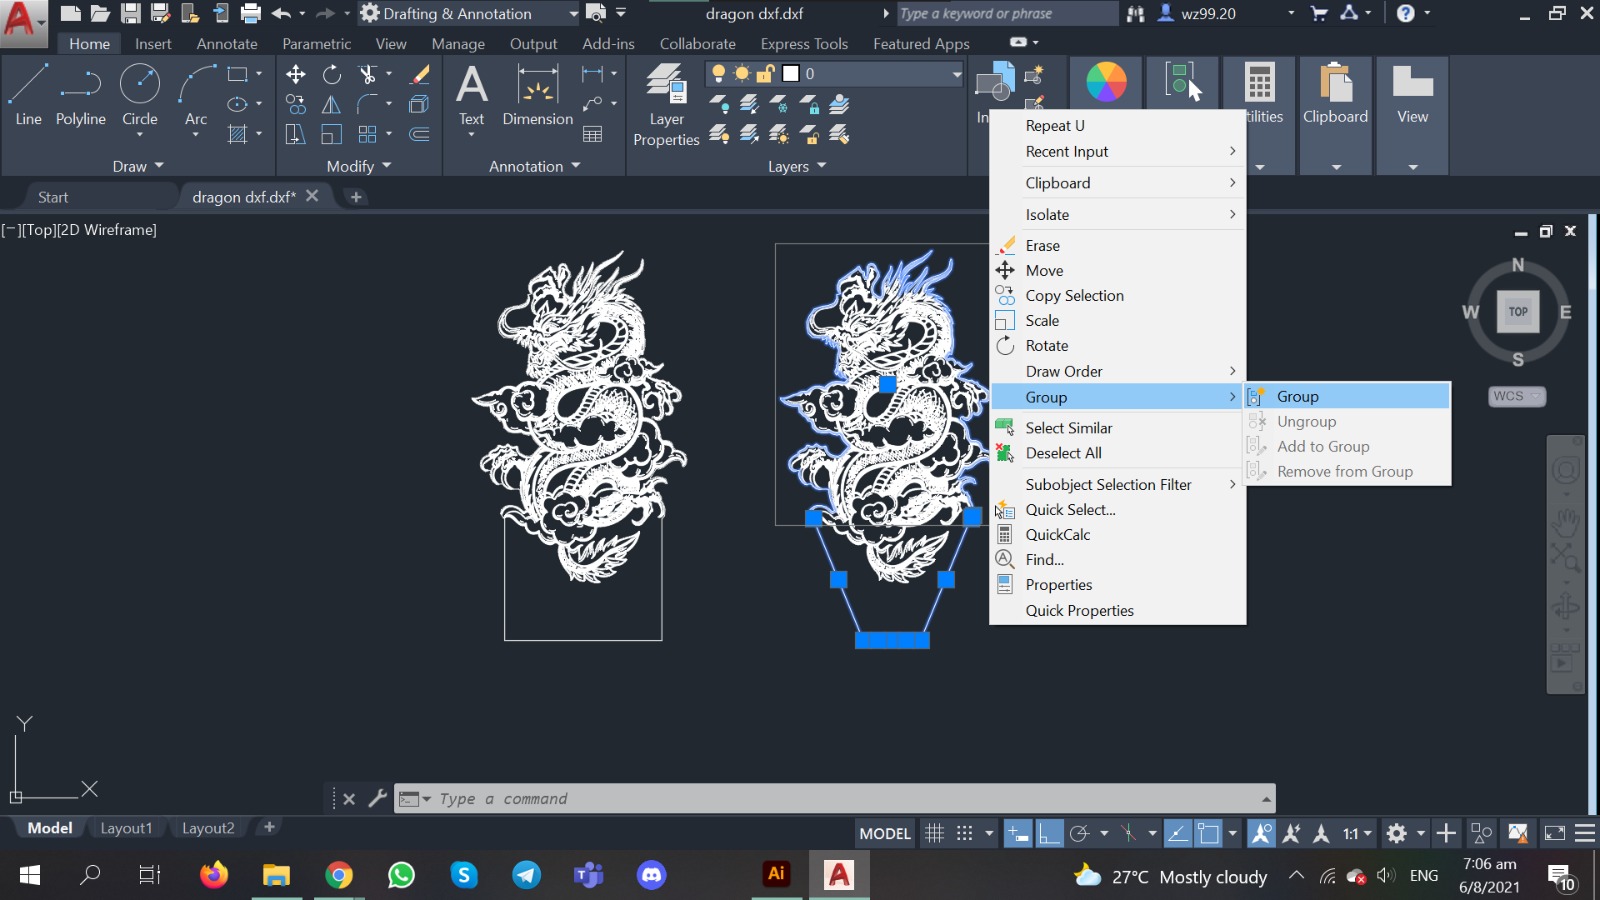 Drafting & Annotation
dragon dxf.dxf
Type a keyword or phrase
wz99.20
Home Insert Annotate Parametric View Manage Output Add-ins Collaborate Express Tools Featured Apps
0
Line Polyline Circle Arc
Text Dimension
Layer
Properties
Clipboard
View
Draw Modify Annotation Layers
Start
dragon dxf.dxf*
[−][Top][2D Wireframe]
Repeat U
Recent Input
Clipboard
Isolate
Erase
Move
Copy Selection
Scale
Rotate
Draw Order
Group
Select Similar
Deselect All
Subobject Selection Filter
Quick Select...
QuickCalc
Find...
Properties
Quick Properties
Group
Ungroup
Add to Group
Remove from Group
N
W TOP E
S
WCS
Y
X
Type a command
Model Layout1 Layout2
MODEL
1:1
Ai
27°C Mostly cloudy
ENG
7:06 am
6/8/2021
10